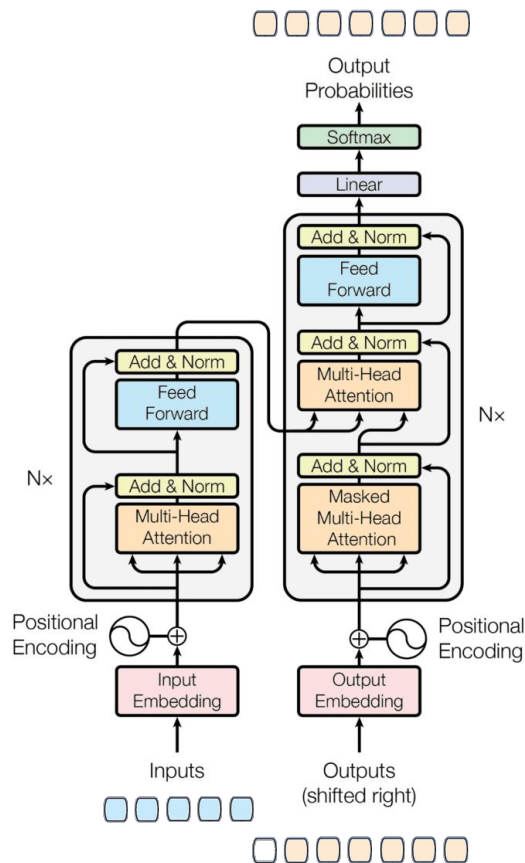 Output
Probabilities
Softmax
Linear
Add & Norm
Feed
Forward
Add & Norm
Multi-Head
Attention
Nx
Add & Norm
Masked
Multi-Head
Attention
Add & Norm
Feed
Forward
Nx
Add & Norm
Multi-Head
Attention
Positional
Encoding
Positional
Encoding
Input
Embedding
Output
Embedding
Inputs
Outputs
(shifted right)